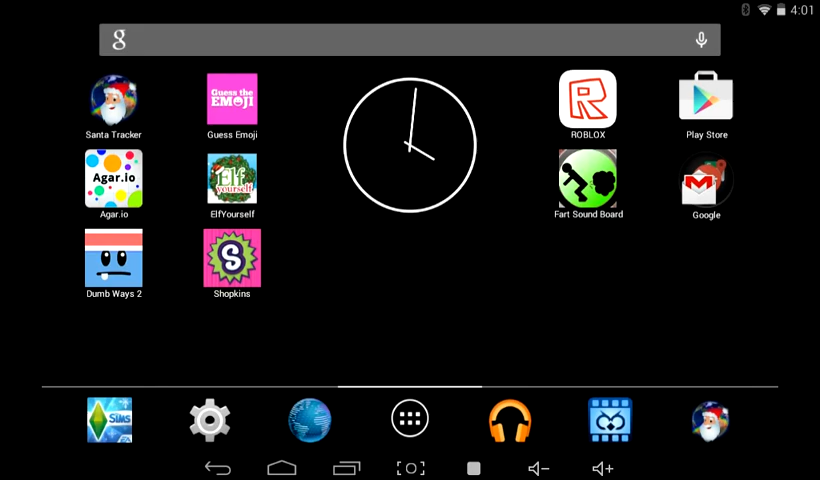 4:01
g
Guess the
EMOJI
R
Santa Tracker
Guess Emoji
ROBLOX
Play Store
Agar.io
Elf
yourself
M
Agar.io
ElfYourself
Fart Sound Board
Google
S
Dumb Ways 2
Shopkins
THE SIMS